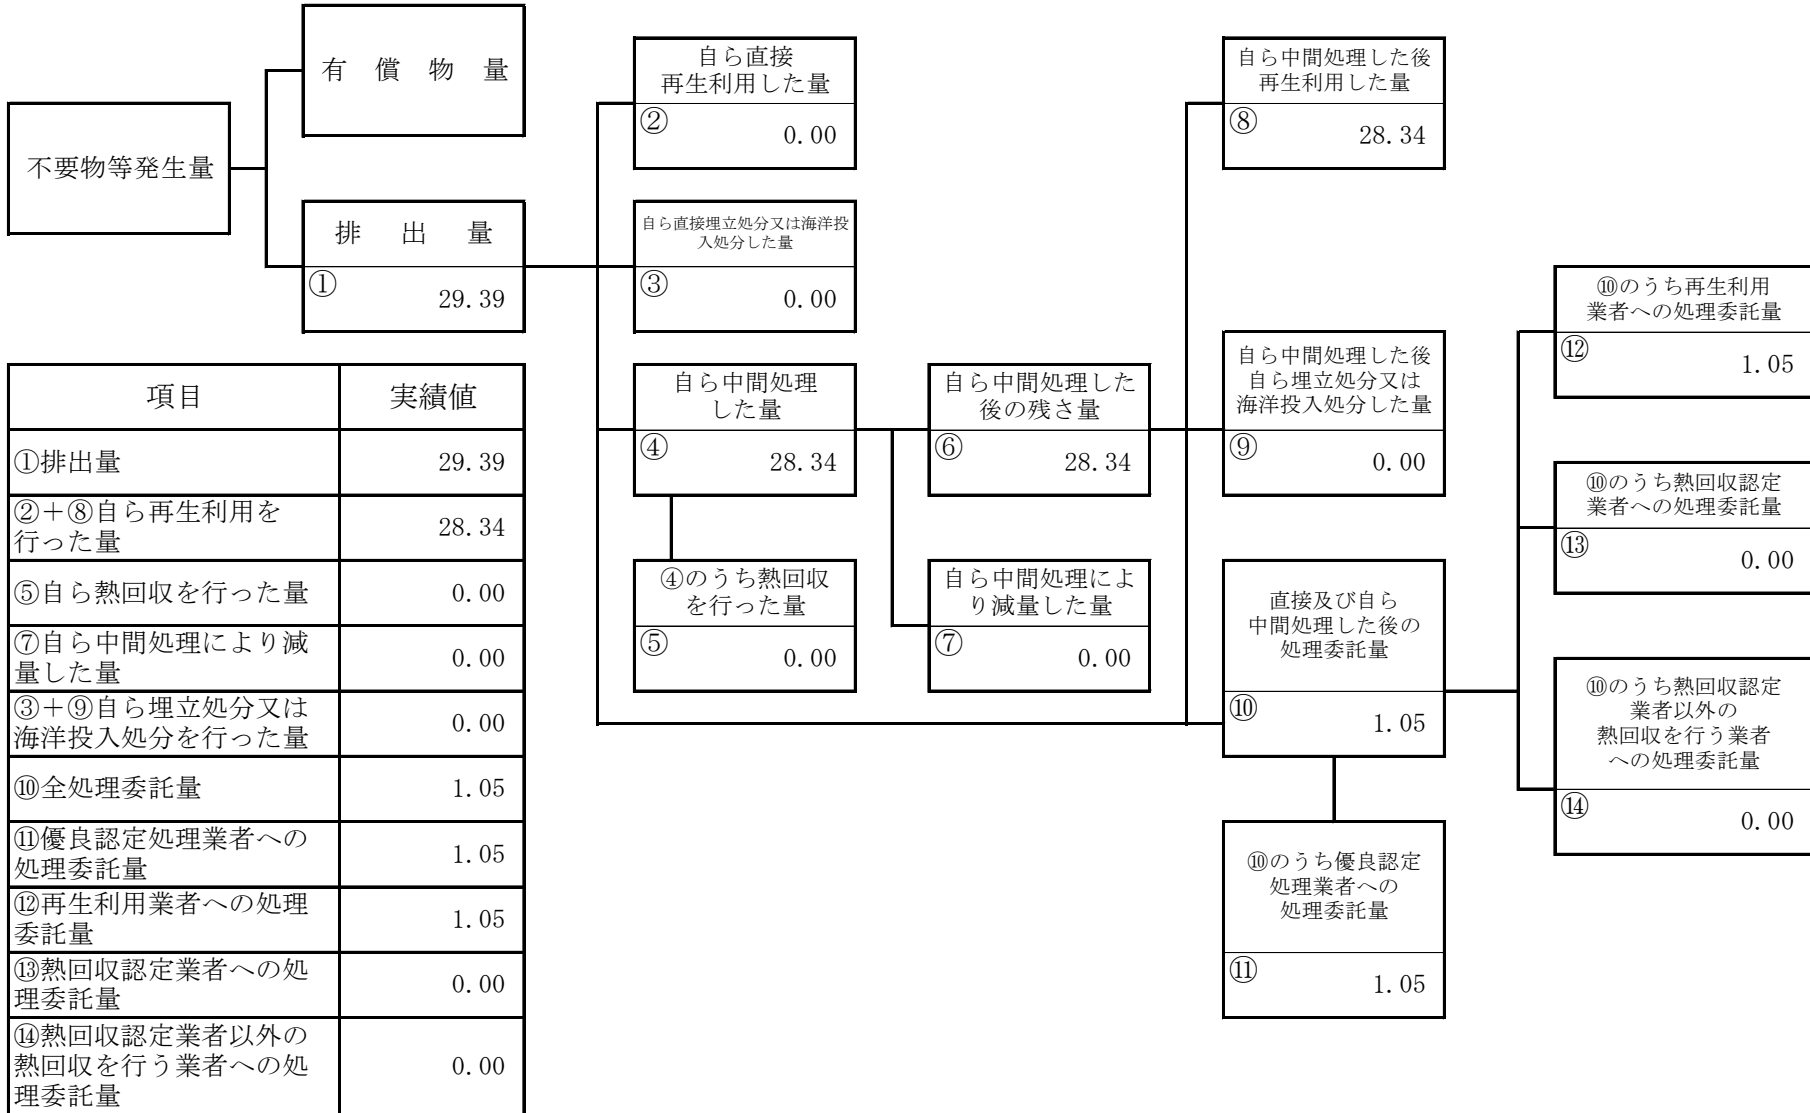 有償物量
不要物等発生量
排出量
①
29.39
自ら直接
再生利用した量
②
0.00
自ら直接埋立処分又は海洋投
入処分した量
③
0.00
自ら中間処理
した量
④
28.34
④のうち熱回収
を行った量
⑤
0.00
自ら中間処理した
後の残さ量
⑥
28.34
自ら中間処理によ
り減量した量
⑦
0.00
自ら中間処理した後
再生利用した量
⑧
28.34
自ら中間処理した後
自ら埋立処分又は
海洋投入処分した量
⑨
0.00
直接及び自ら
中間処理した後の
処理委託量
⑩
1.05
⑩のうち優良認定
処理業者への
処理委託量
⑪
1.05
⑩のうち再生利用
業者への処理委託量
⑫
1.05
⑩のうち熱回収認定
業者への処理委託量
⑬
0.00
⑩のうち熱回収認定
業者以外の
熱回収を行う業者
への処理委託量
⑭
0.00
項目 実績値
①排出量 29.39
②＋⑧自ら再生利用を
行った量 28.34
⑤自ら熱回収を行った量 0.00
⑦自ら中間処理により減
量した量 0.00
③＋⑨自ら埋立処分又は
海洋投入処分を行った量 0.00
⑩全処理委託量 1.05
⑪優良認定処理業者への
処理委託量 1.05
⑫再生利用業者への処理
委託量 1.05
⑬熱回収認定業者への処
理委託量 0.00
⑭熱回収認定業者以外の
熱回収を行う業者への処
理委託量 0.00